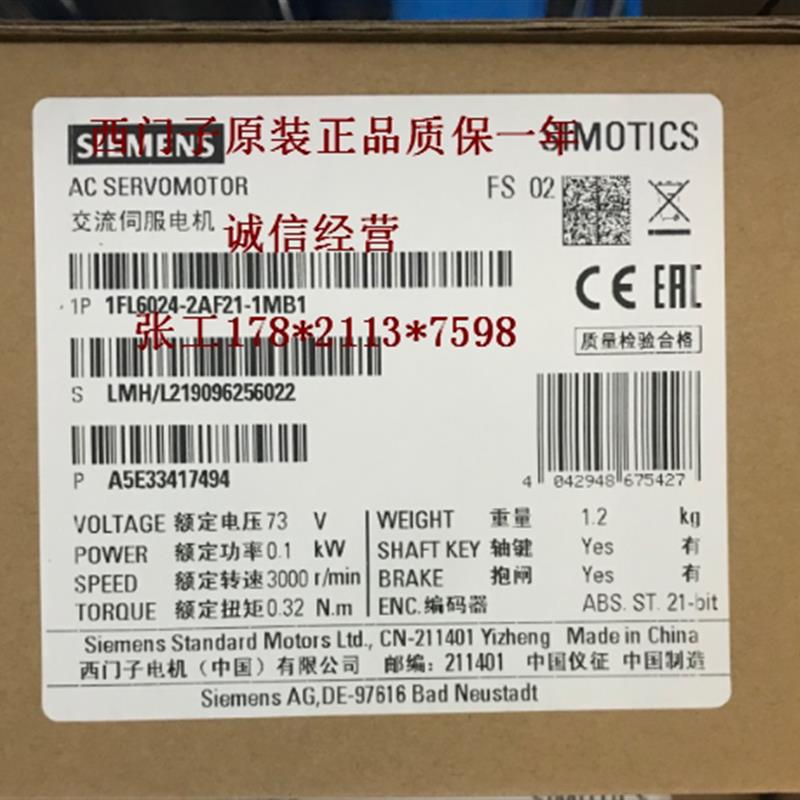 西门子原装正品质保一年
SIEMENS
SIMOTICS
AC SERVOMOTOR
FS 02
交流伺服电机
诚信经营
CE EAC
1P 1FL6024-2AF21-1MB1
张工178*2113*7598
质量检验合格
S LMH/L219096256022
P A5E33417494
4 042948 675427
VOLTAGE 额定电压 73 V
WEIGHT 重量 1.2 kg
POWER 额定功率 0.1 kW
SHAFT KEY 轴键 Yes 有
SPEED 额定转速 3000 r/min
BRAKE 抱闸 Yes 有
TORQUE 额定扭矩 0.32 N.m
ENC.编码器 ABS. ST. 21-bit
Siemens Standard Motors Ltd., CN-211401 Yizheng Made in China
西门子电机（中国）有限公司 邮编：211401 中国仪征 中国制造
Siemens AG,DE-97616 Bad Neustadt